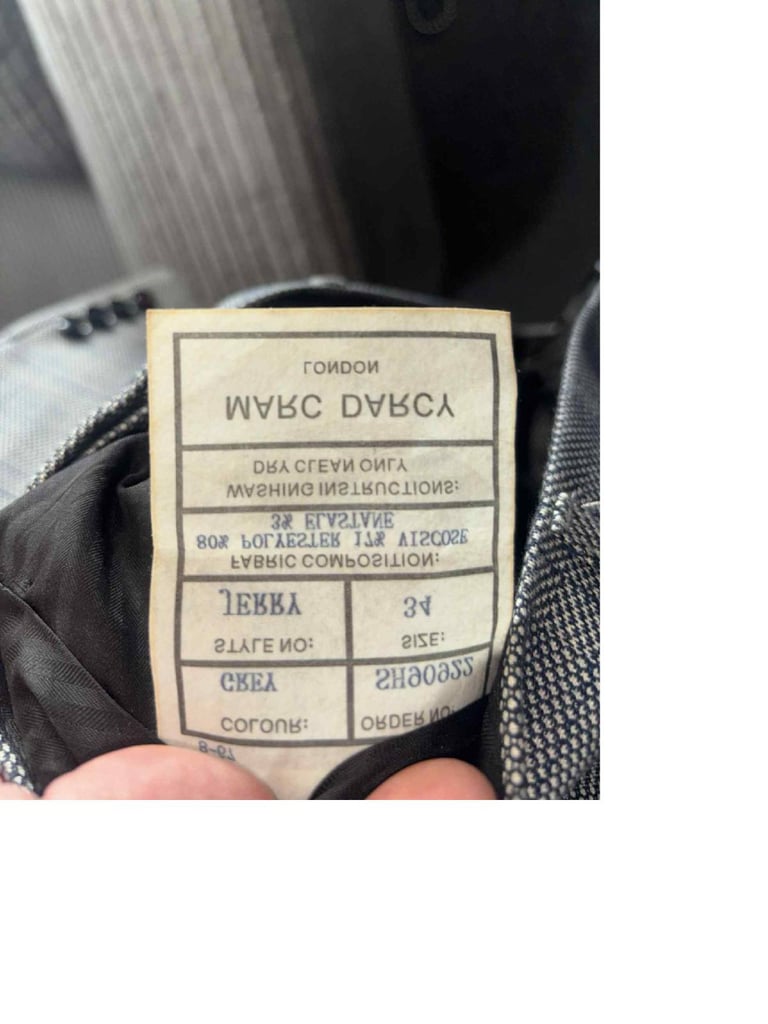 COLOUR: ORDER NO:
GREY SH90922
STYLE NO: SIZE:
JERRY 34
FABRIC COMPOSITION:
80% POLYESTER 17% VISCOSE
3% ELASTANE
WASHING INSTRUCTIONS:
DRY CLEAN ONLY
MARC DARCY
LONDON